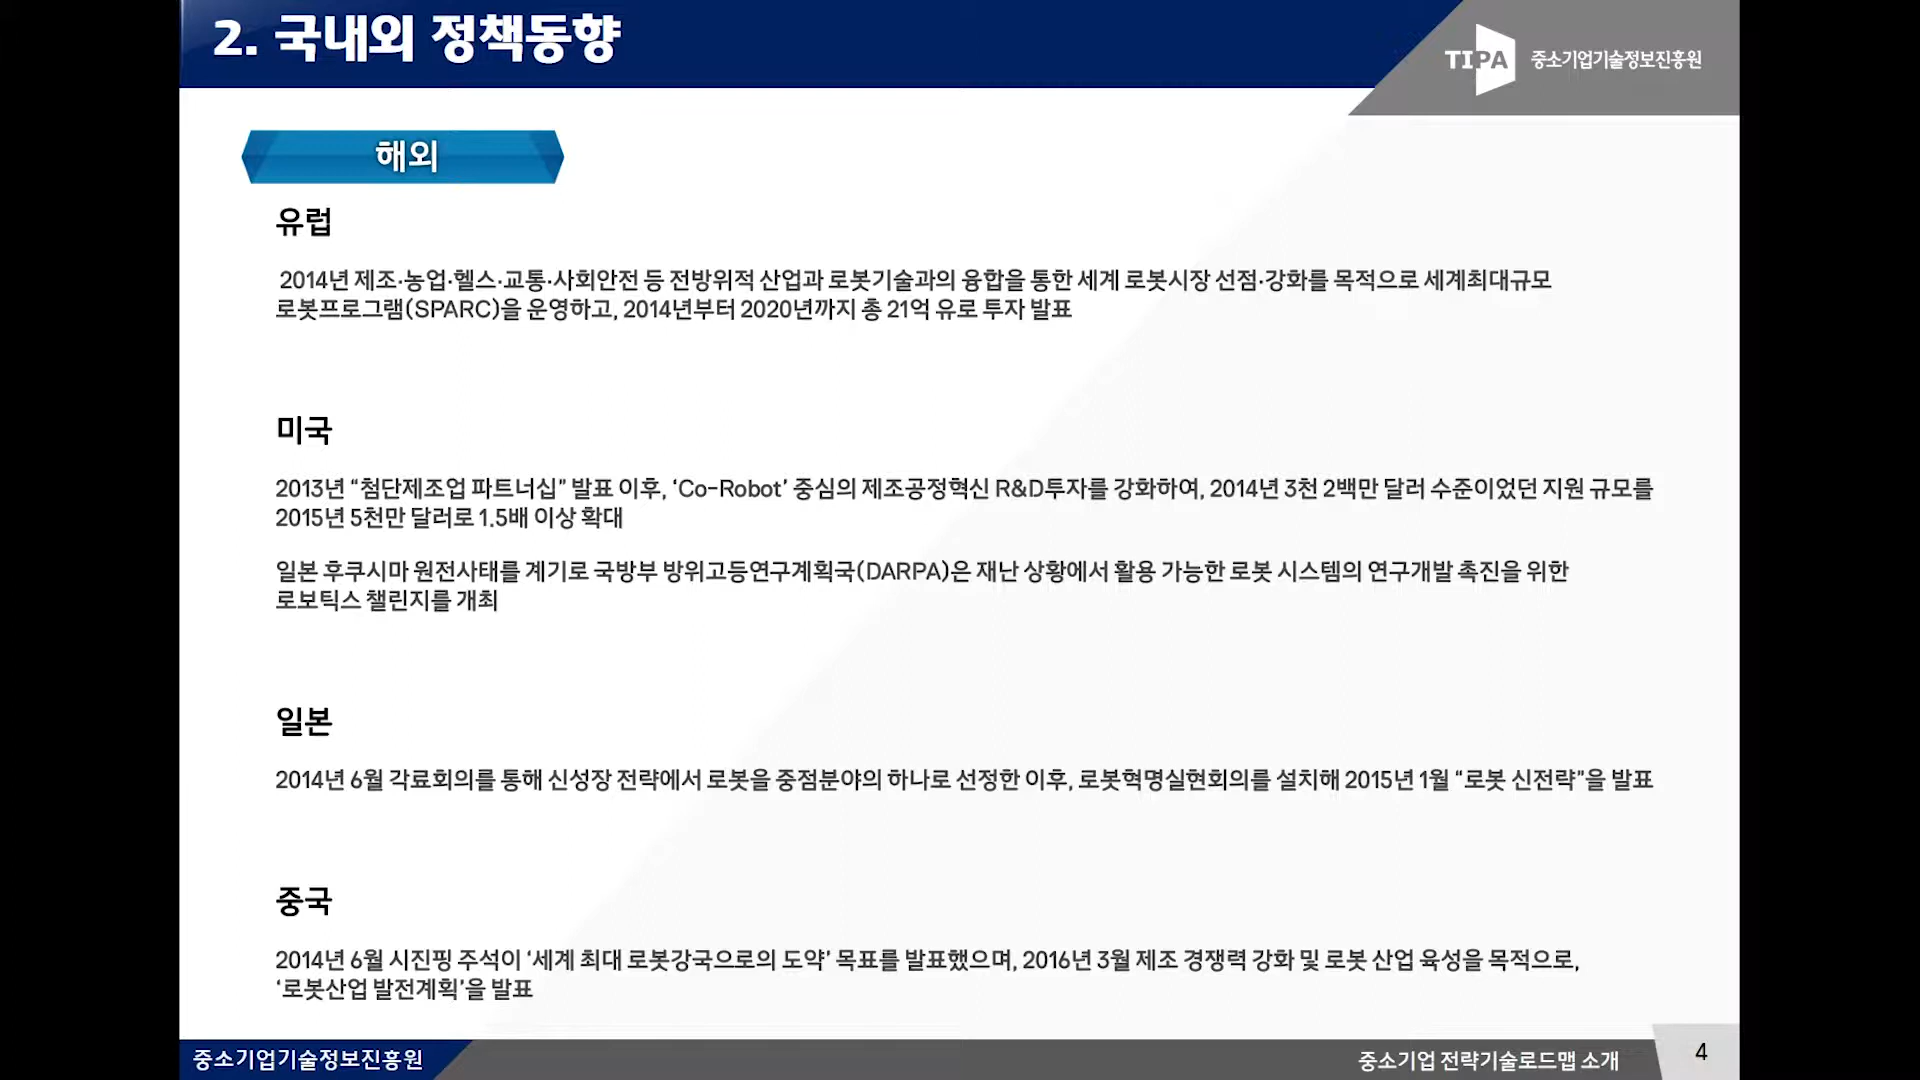 2. 국내외 정책동향
TIPA 중소기업기술정보진흥원
해외
유럽
2014년 제조·농업·헬스·교통·사회안전 등 전방위적 산업과 로봇기술과의 융합을 통한 세계 로봇시장 선점·강화를 목적으로 세계최대규모
로봇프로그램(SPARC)을 운영하고, 2014년부터 2020년까지 총 21억 유로 투자 발표
미국
2013년 “첨단제조업 파트너십” 발표 이후, ‘Co-Robot’ 중심의 제조공정혁신 R&D투자를 강화하여, 2014년 3천 2백만 달러 수준이었던 지원 규모를
2015년 5천만 달러로 1.5배 이상 확대
일본 후쿠시마 원전사태를 계기로 국방부 방위고등연구계획국(DARPA)은 재난 상황에서 활용 가능한 로봇 시스템의 연구개발 촉진을 위한
로보틱스 챌린지를 개최
일본
2014년 6월 각료회의를 통해 신성장 전략에서 로봇을 중점분야의 하나로 선정한 이후, 로봇혁명실현회의를 설치해 2015년 1월 “로봇 신전략”을 발표
중국
2014년 6월 시진핑 주석이 ‘세계 최대 로봇강국으로의 도약’ 목표를 발표했으며, 2016년 3월 제조 경쟁력 강화 및 로봇 산업 육성을 목적으로,
‘로봇산업 발전계획’을 발표
중소기업기술정보진흥원
중소기업 전략기술로드맵 소개
4